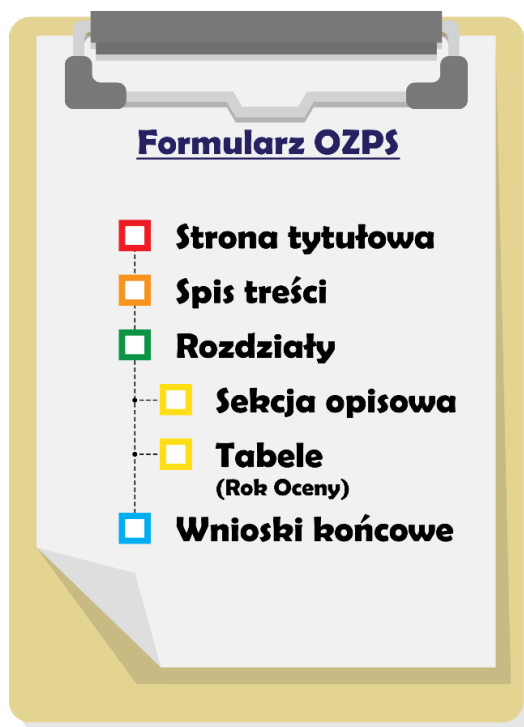 Formularz OZPS
Strona tytułowa
Spis treści
Rozdziały
Sekcja opisowa
Tabele
(Rok Oceny)
Wnioski końcowe